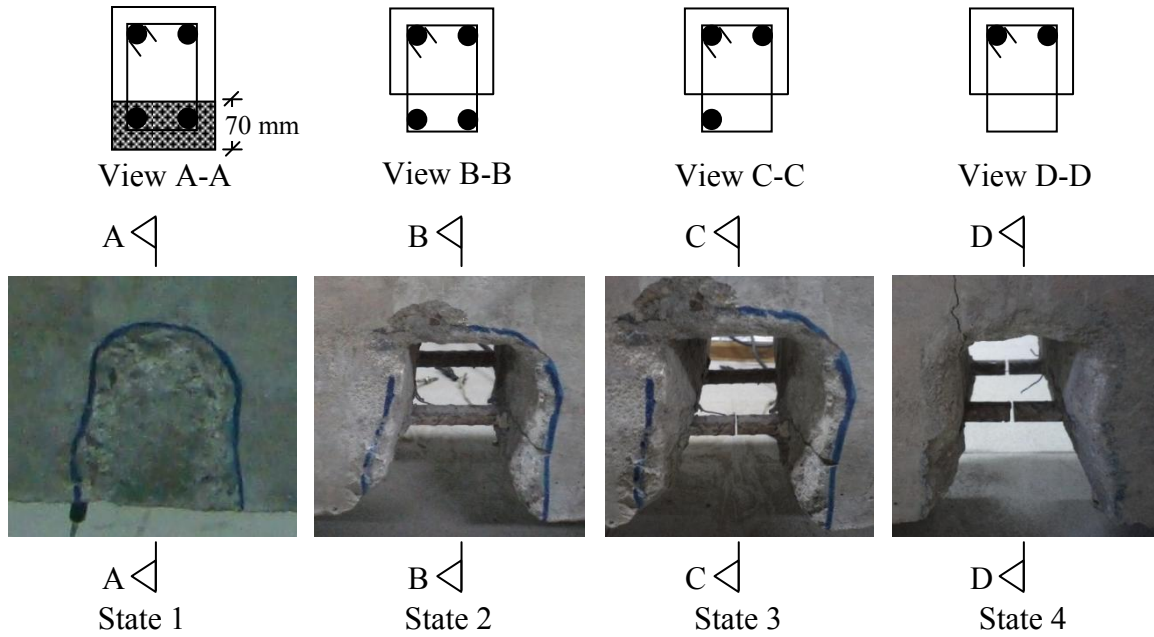 70 mm
View A-A View B-B View C-C View D-D
A B C D
A B C D
State 1 State 2 State 3 State 4